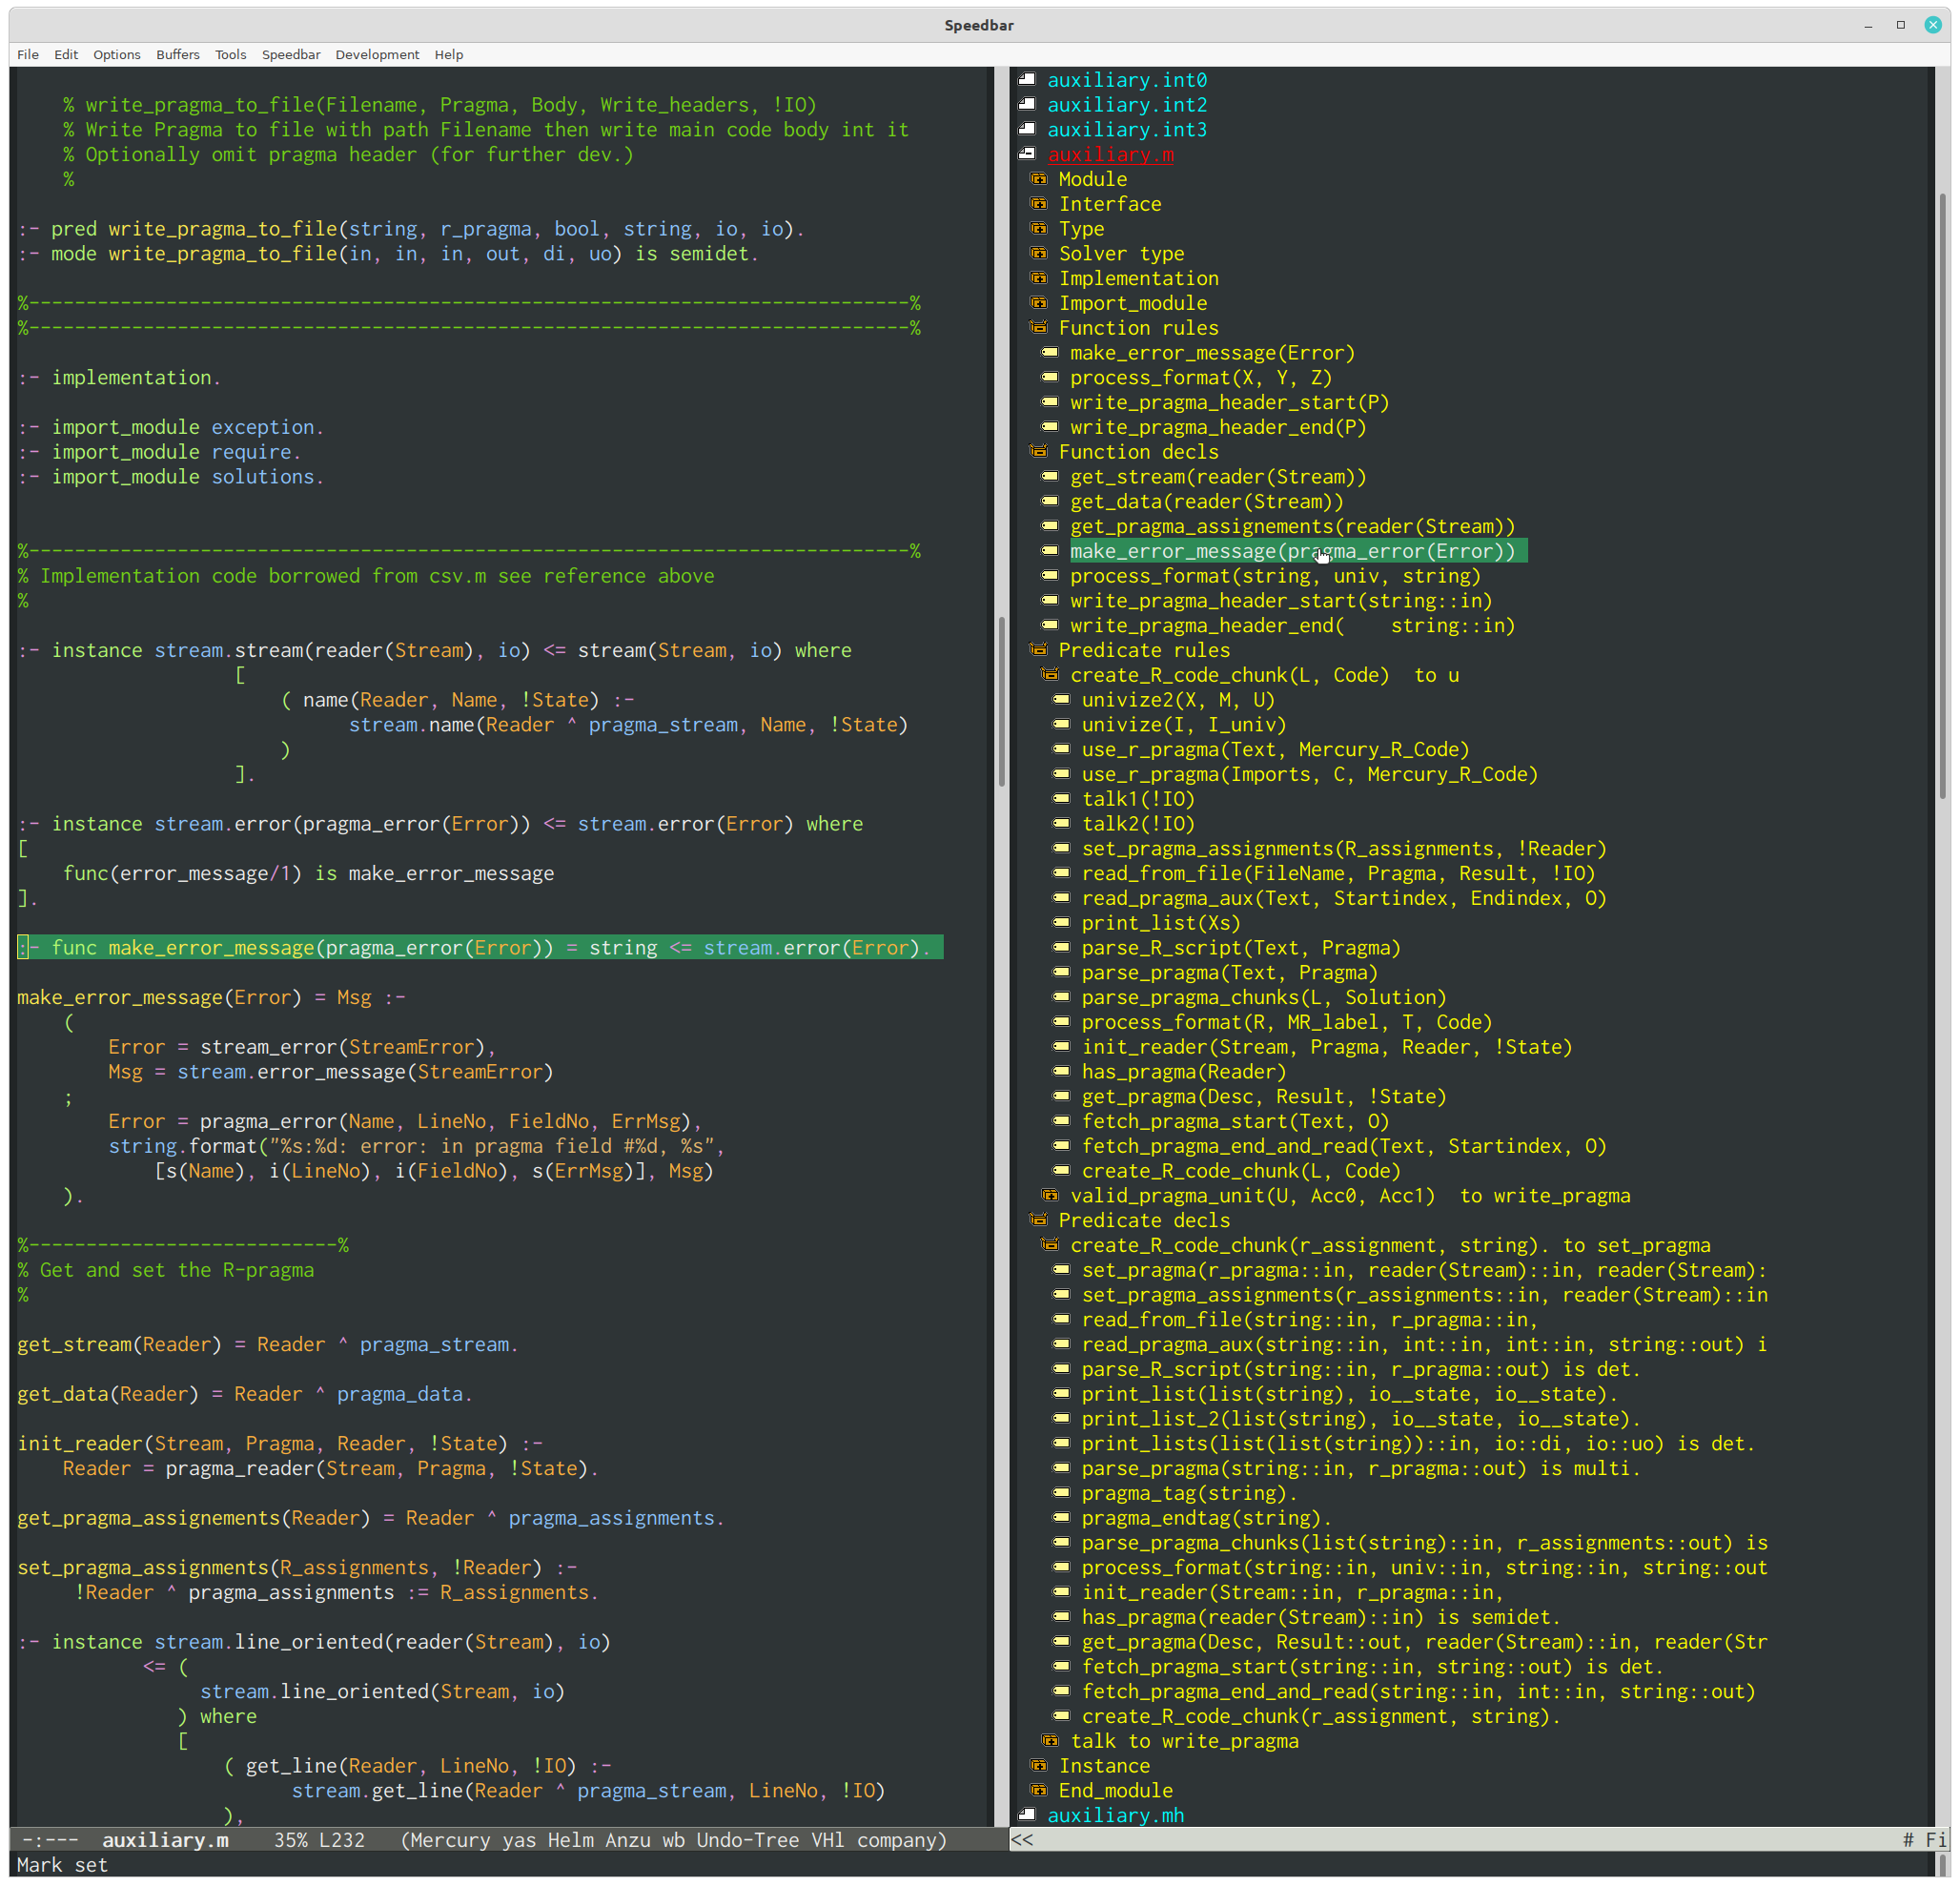 Speedbar
File Edit Options Buffers Tools Speedbar Development Help
% write_pragma_to_file(Filename, Pragma, Body, Write_headers, !IO)
% Write Pragma to file with path Filename then write main code body int it
% Optionally omit pragma header (for further dev.)
%
:- pred write_pragma_to_file(string, r_pragma, bool, string, io, io).
:- mode write_pragma_to_file(in, in, in, out, di, uo) is semidet.
%-----------------------------------------------------------------------------%
%-----------------------------------------------------------------------------%
:- implementation.
:- import_module exception.
:- import_module require.
:- import_module solutions.
%-----------------------------------------------------------------------------%
% Implementation code borrowed from csv.m see reference above
%
:- instance stream.stream(reader(Stream), io) <= stream(Stream, io) where
[
( name(Reader, Name, !State) :-
stream.name(Reader ^ pragma_stream, Name, !State)
)
].
:- instance stream.error(pragma_error(Error)) <= stream.error(Error) where
[
func(error_message/1) is make_error_message
].
:- func make_error_message(pragma_error(Error)) = string <= stream.error(Error).
make_error_message(Error) = Msg :-
(
Error = stream_error(StreamError),
Msg = stream.error_message(StreamError)
;
Error = pragma_error(Name, LineNo, FieldNo, ErrMsg),
string.format("%s:%d: error: in pragma field #%d, %s",
[s(Name), i(LineNo), i(FieldNo), s(ErrMsg)], Msg)
).
%---------------------------%
% Get and set the R-pragma
%
get_stream(Reader) = Reader ^ pragma_stream.
get_data(Reader) = Reader ^ pragma_data.
init_reader(Stream, Pragma, Reader, !State) :-
Reader = pragma_reader(Stream, Pragma, !State).
get_pragma_assignements(Reader) = Reader ^ pragma_assignments.
set_pragma_assignments(R_assignments, !Reader) :-
!Reader ^ pragma_assignments := R_assignments.
:- instance stream.line_oriented(reader(Stream), io)
<= (
stream.line_oriented(Stream, io)
) where
[
( get_line(Reader, LineNo, !IO) :-
stream.get_line(Reader ^ pragma_stream, LineNo, !IO)
),
-:--- auxiliary.m 35% L232 (Mercury yas Helm Anzu wb Undo-Tree VHl company)
Mark set
auxiliary.int0
auxiliary.int2
auxiliary.int3
auxiliary.m
Module
Interface
Type
Solver type
Implementation
Import_module
Function rules
make_error_message(Error)
process_format(X, Y, Z)
write_pragma_header_start(P)
write_pragma_header_end(P)
Function decls
get_stream(reader(Stream))
get_data(reader(Stream))
get_pragma_assignements(reader(Stream))
make_error_message(pragma_error(Error))
process_format(string, univ, string)
write_pragma_header_start(string::in)
write_pragma_header_end(    string::in)
Predicate rules
create_R_code_chunk(L, Code)  to u
univize2(X, M, U)
univize(I, I_univ)
use_r_pragma(Text, Mercury_R_Code)
use_r_pragma(Imports, C, Mercury_R_Code)
talk1(!IO)
talk2(!IO)
set_pragma_assignments(R_assignments, !Reader)
read_from_file(FileName, Pragma, Result, !IO)
read_pragma_aux(Text, Startindex, Endindex, O)
print_list(Xs)
parse_R_script(Text, Pragma)
parse_pragma(Text, Pragma)
parse_pragma_chunks(L, Solution)
process_format(R, MR_label, T, Code)
init_reader(Stream, Pragma, Reader, !State)
has_pragma(Reader)
get_pragma(Desc, Result, !State)
fetch_pragma_start(Text, O)
fetch_pragma_end_and_read(Text, Startindex, O)
create_R_code_chunk(L, Code)
valid_pragma_unit(U, Acc0, Acc1)  to write_pragma
Predicate decls
create_R_code_chunk(r_assignment, string). to set_pragma
set_pragma(r_pragma::in, reader(Stream)::in, reader(Stream):
set_pragma_assignments(r_assignments::in, reader(Stream)::in
read_from_file(string::in, r_pragma::in,
read_pragma_aux(string::in, int::in, int::in, string::out) i
parse_R_script(string::in, r_pragma::out) is det.
print_list(list(string), io__state, io__state).
print_list_2(list(string), io__state, io__state).
print_lists(list(list(string))::in, io::di, io::uo) is det.
parse_pragma(string::in, r_pragma::out) is multi.
pragma_tag(string).
pragma_endtag(string).
parse_pragma_chunks(list(string)::in, r_assignments::out) is
process_format(string::in, univ::in, string::in, string::out
init_reader(Stream::in, r_pragma::in,
has_pragma(reader(Stream)::in) is semidet.
get_pragma(Desc, Result::out, reader(Stream)::in, reader(Str
fetch_pragma_start(string::in, string::out) is det.
fetch_pragma_end_and_read(string::in, int::in, string::out)
create_R_code_chunk(r_assignment, string).
talk to write_pragma
Instance
End_module
auxiliary.mh
<< # Fi